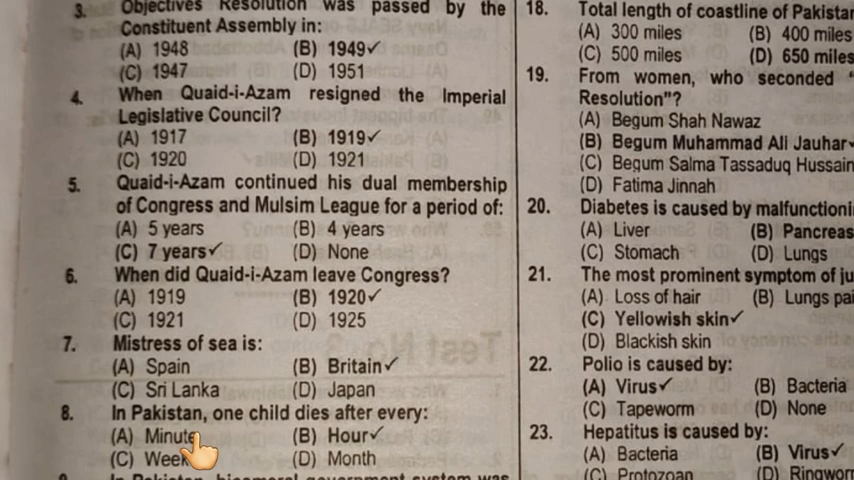 3. Objectives Resolution was passed by the
Constituent Assembly in:
(A) 1948 (B) 1949✓
(C) 1947 (D) 1951
4. When Quaid-i-Azam resigned the Imperial
Legislative Council?
(A) 1917 (B) 1919✓
(C) 1920 (D) 1921
5. Quaid-i-Azam continued his dual membership
of Congress and Mulsim League for a period of:
(A) 5 years (B) 4 years
(C) 7 years✓ (D) None
6. When did Quaid-i-Azam leave Congress?
(A) 1919 (B) 1920✓
(C) 1921 (D) 1925
7. Mistress of sea is:
(A) Spain (B) Britain✓
(C) Sri Lanka (D) Japan
8. In Pakistan, one child dies after every:
(A) Minute (B) Hour✓
(C) Week (D) Month
18. Total length of coastline of Pakistan
(A) 300 miles (B) 400 miles
(C) 500 miles (D) 650 miles
19. From women, who seconded "
Resolution"?
(A) Begum Shah Nawaz
(B) Begum Muhammad Ali Jauhar✓
(C) Begum Salma Tassaduq Hussain
(D) Fatima Jinnah
20. Diabetes is caused by
(A) Liver (B) Pancreas
(C) Stomach (D) Lungs
21. The most prominent symptom of
(A) Loss of hair (B) Lungs
(C) Yellowish skin✓
(D) Blackish skin
22. Polio is caused by:
(A) Virus✓ (B) Bacteria
(C) Tapeworm (D) None
23. Hepatitus is caused by:
(A) Bacteria (B) Virus✓
(C) Protozoan (D)